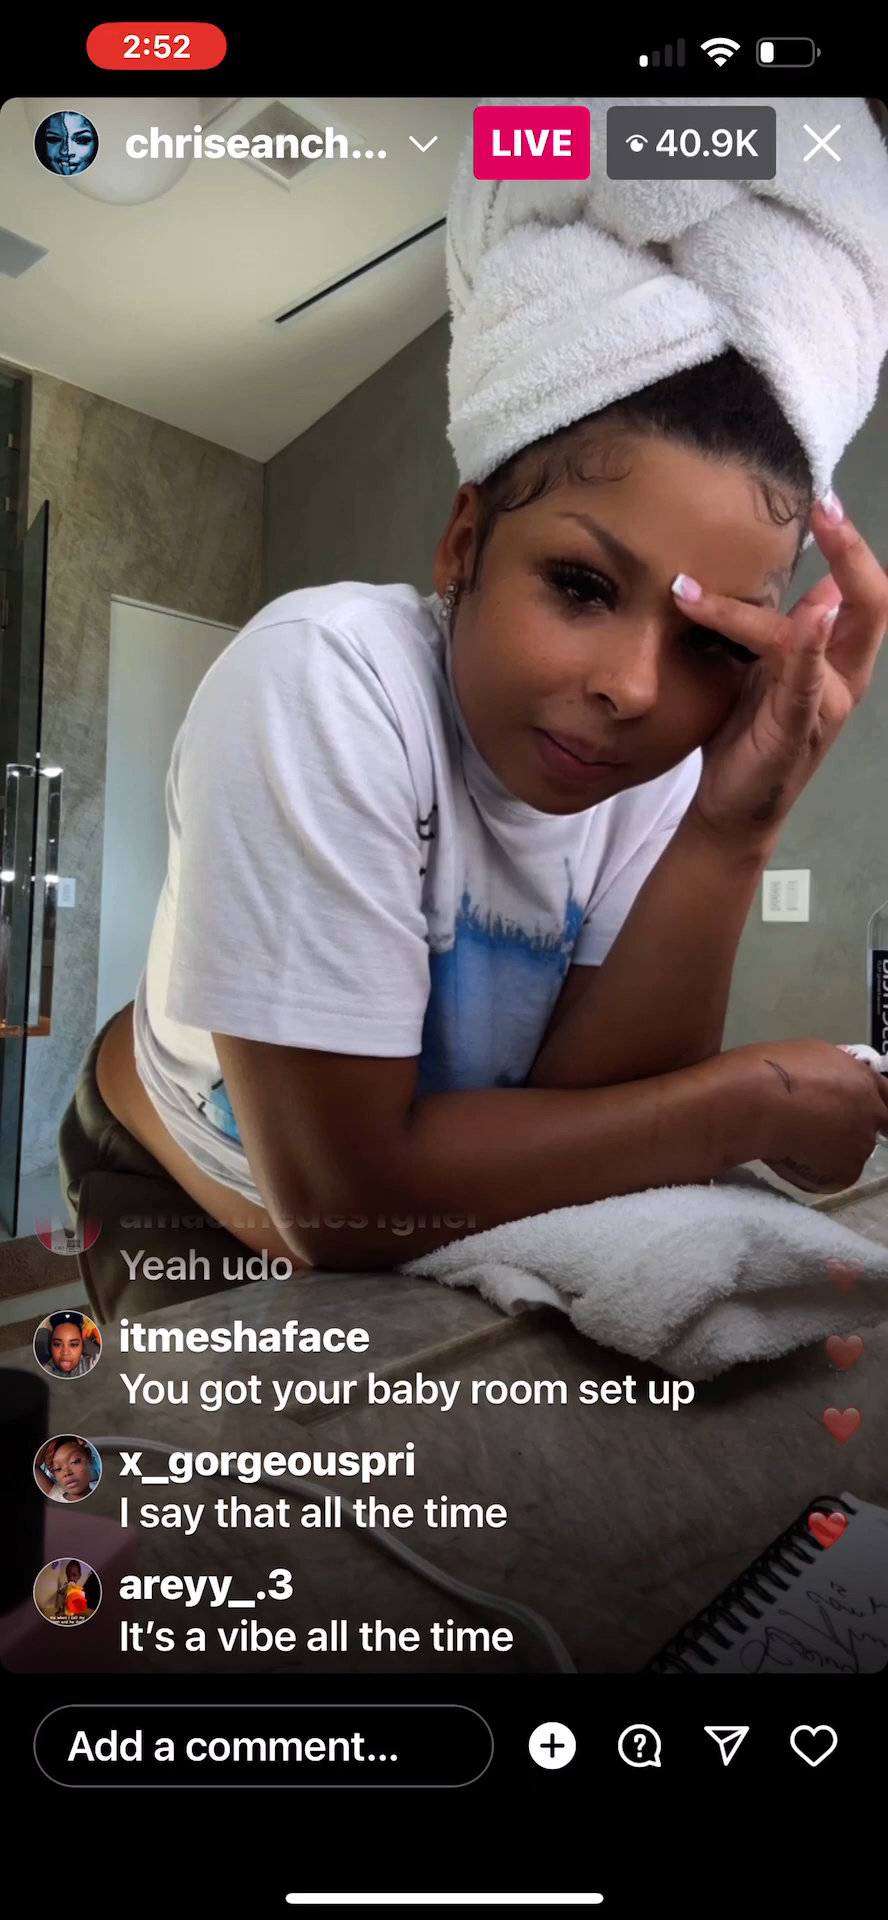 2:52
chriseanch...
LIVE
40.9K
amaethedes1gner
Yeah udo
itmeshaface
You got your baby room set up
x_gorgeouspri
I say that all the time
areyy_.3
It's a vibe all the time
Add a comment...